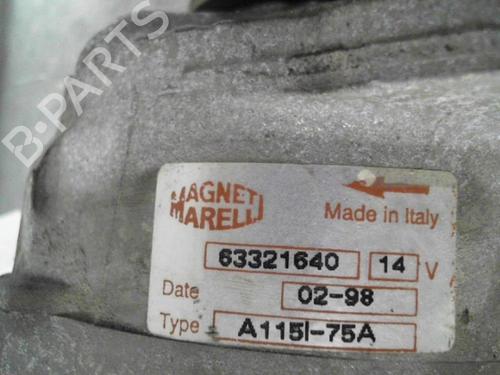 B-PARTS
MAGNETI
MARELLI
Made in Italy
63321640 14 V
Date 02-98
Type A115I-75A